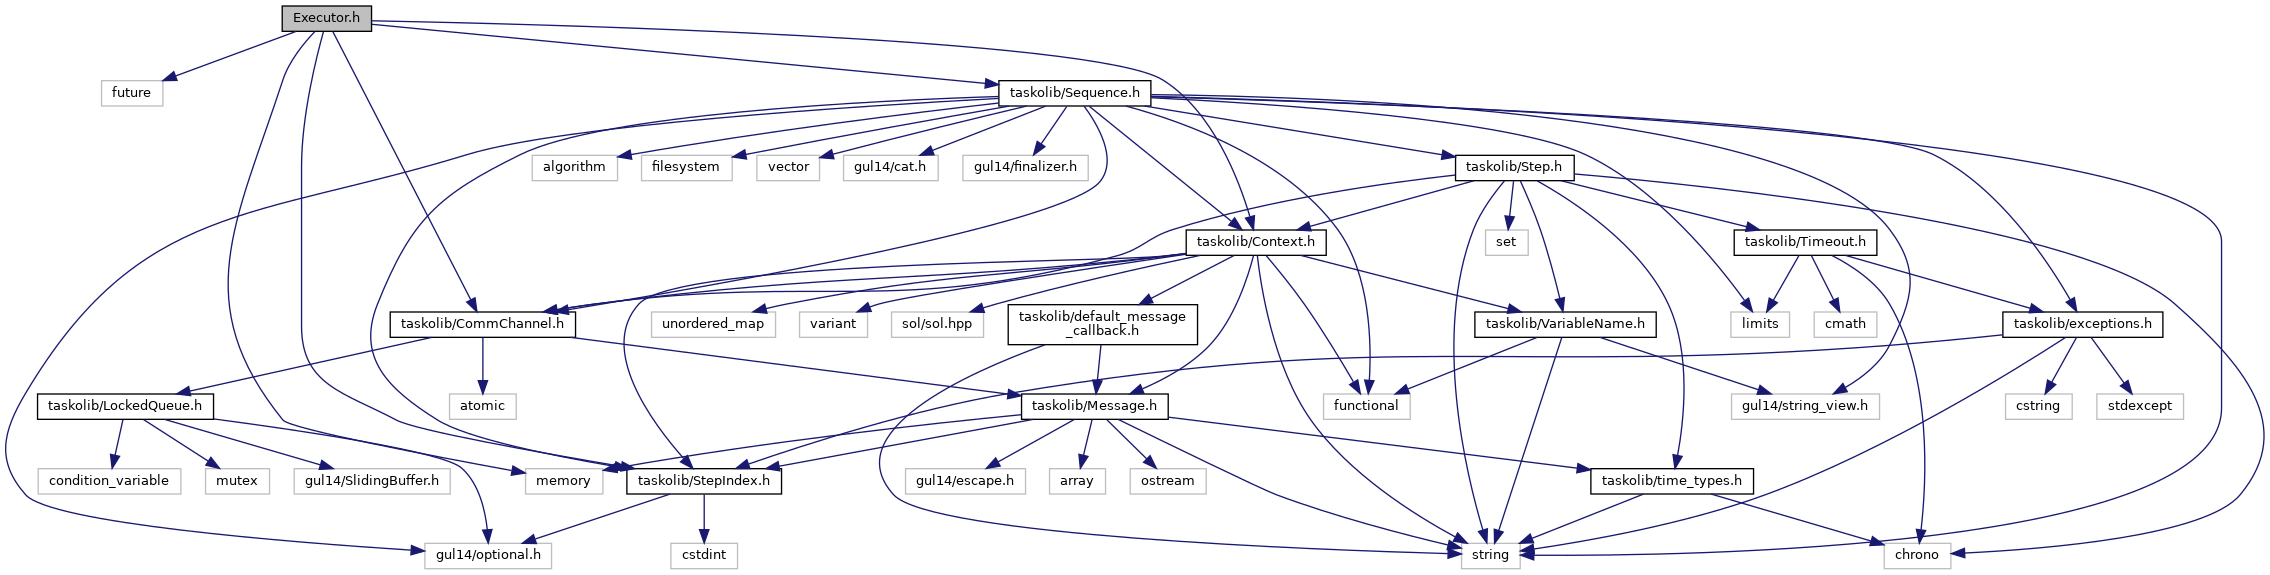 Executor.h
future
taskolib/Sequence.h
algorithm
filesystem
vector
gul14/cat.h
gul14/finalizer.h
taskolib/Step.h
taskolib/Context.h
set
taskolib/Timeout.h
taskolib/CommChannel.h
unordered_map
variant
sol/sol.hpp
taskolib/default_message
_callback.h
taskolib/VariableName.h
limits
cmath
taskolib/exceptions.h
taskolib/LockedQueue.h
atomic
taskolib/Message.h
functional
gul14/string_view.h
cstring
stdexcept
condition_variable
mutex
gul14/SlidingBuffer.h
memory
taskolib/StepIndex.h
gul14/escape.h
array
ostream
taskolib/time_types.h
gul14/optional.h
cstdint
string
chrono